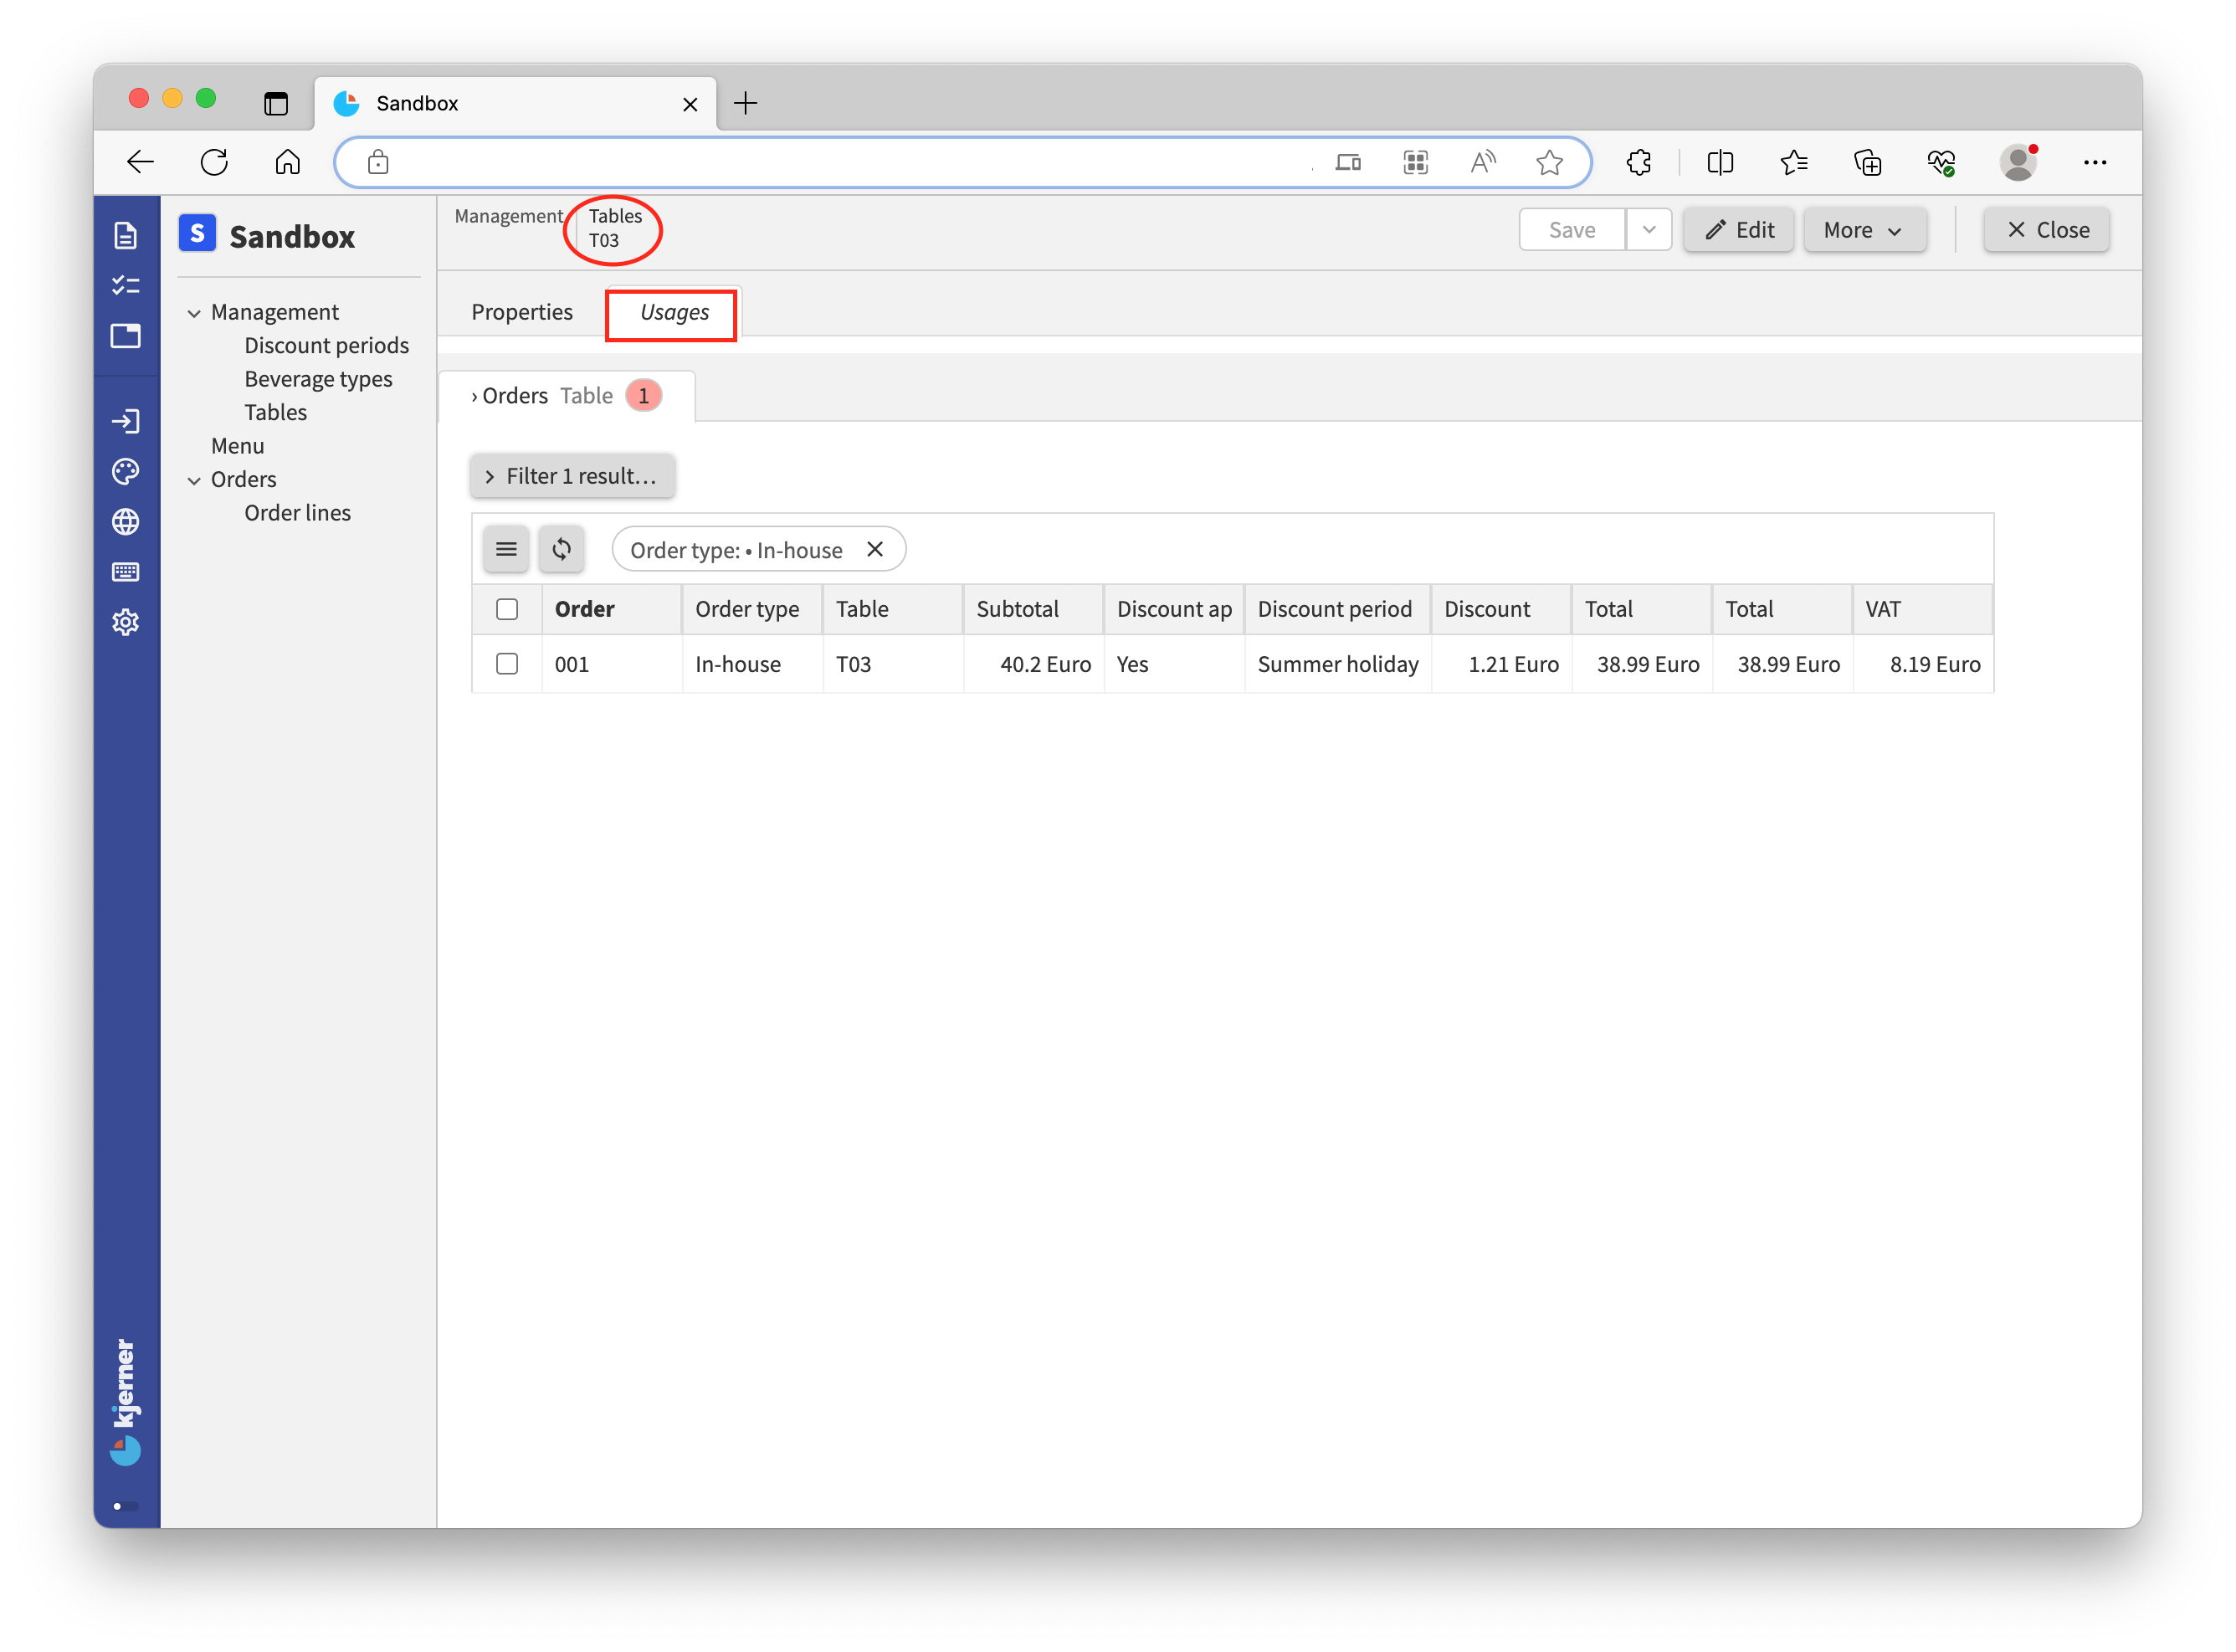 Sandbox
S Sandbox
Management
Discount periods
Beverage types
Tables
Menu
Orders
Order lines
kjerner
Management Tables
T03
Save Edit More Close
Properties Usages
› Orders Table 1
Filter 1 result...
Order type: • In-house
Order Order type Table Subtotal Discount ap Discount period Discount Total Total VAT
001 In-house T03 40.2 Euro Yes Summer holiday 1.21 Euro 38.99 Euro 38.99 Euro 8.19 Euro